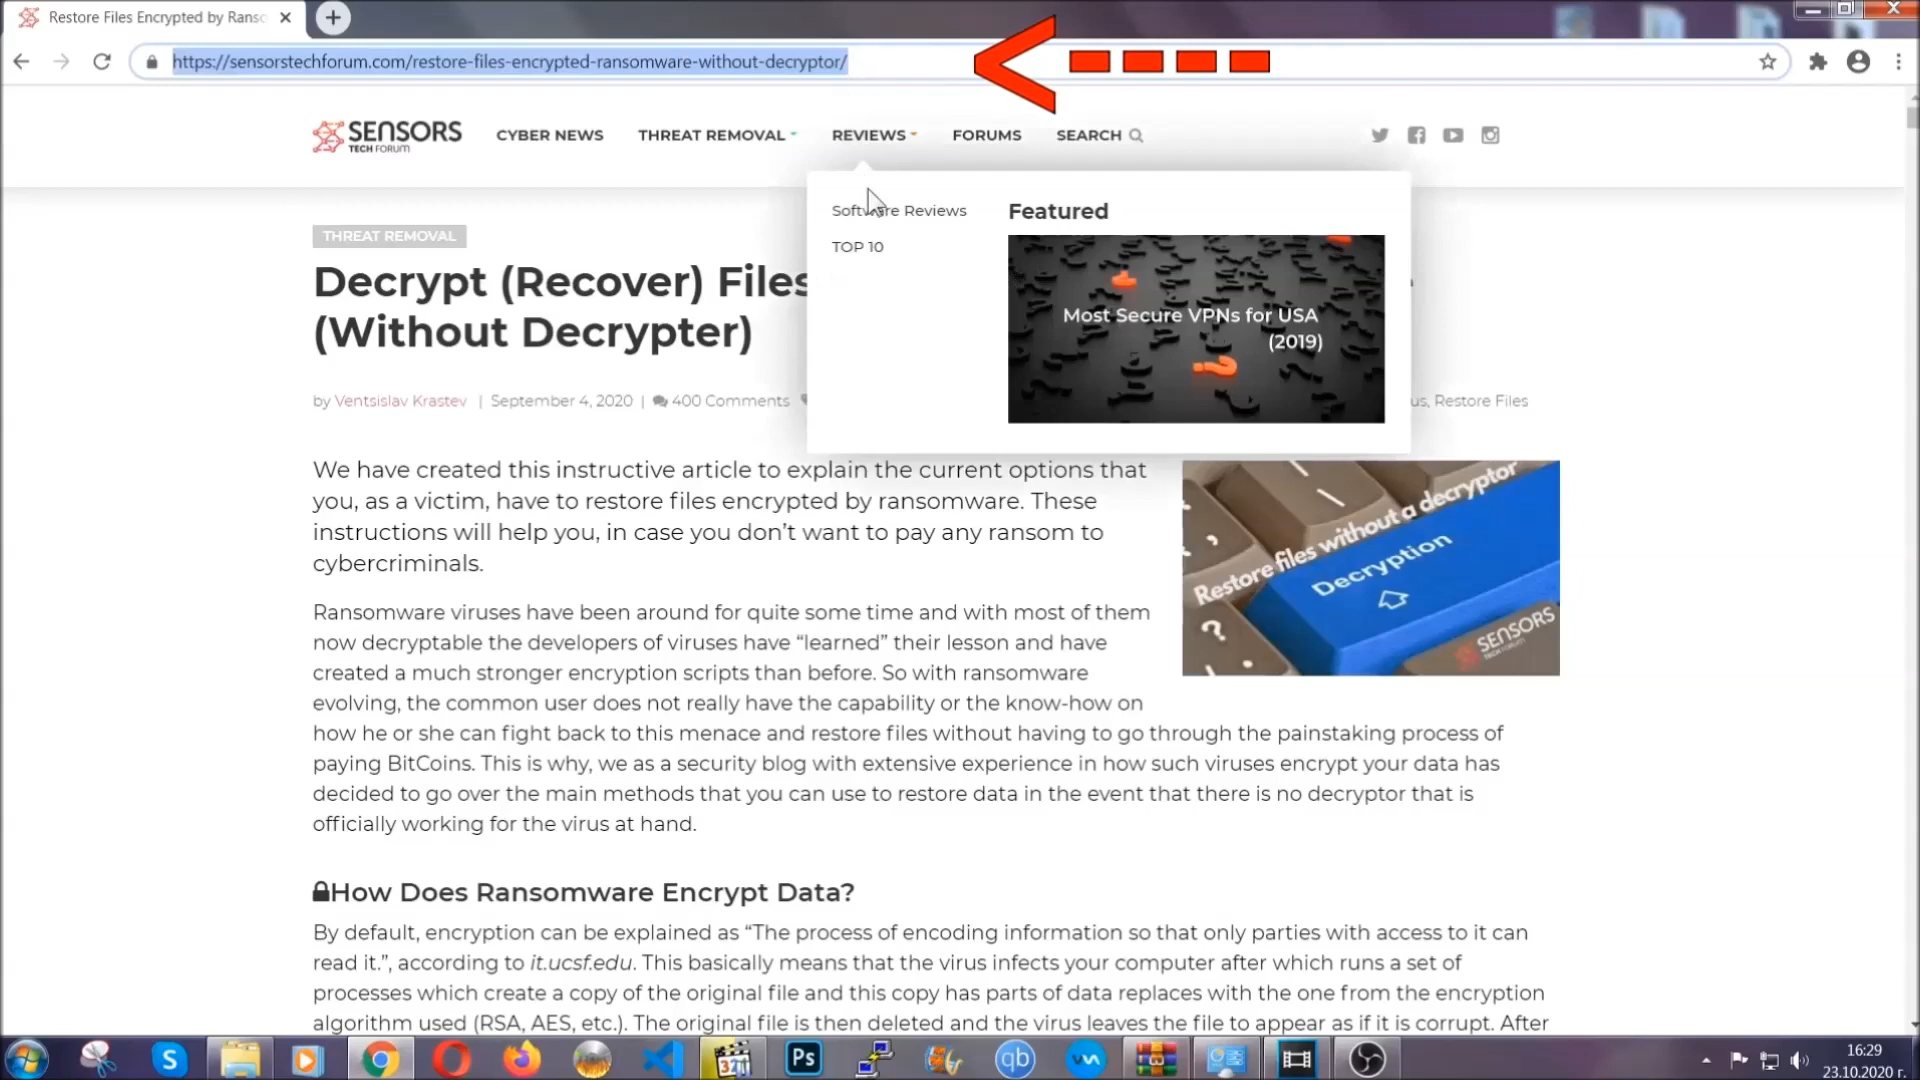 Restore Files Encrypted by Ranso
https://sensorstechforum.com/restore-files-encrypted-ransomware-without-decryptor/
SENSORS
TECH FORUM
CYBER NEWS THREAT REMOVAL REVIEWS FORUMS SEARCH
Software Reviews
TOP 10
Featured
Most Secure VPNs for USA
(2019)
THREAT REMOVAL
Decrypt (Recover) Files
(Without Decrypter)
by Ventsislav Krastev | September 4, 2020 | 400 Comments us, Restore Files
We have created this instructive article to explain the current options that
you, as a victim, have to restore files encrypted by ransomware. These
instructions will help you, in case you don’t want to pay any ransom to
cybercriminals.
Restore files without a decryptor
Decryption
SENSORS
TECH FORUM
Ransomware viruses have been around for quite some time and with most of them
now decryptable the developers of viruses have “learned” their lesson and have
created a much stronger encryption scripts than before. So with ransomware
evolving, the common user does not really have the capability or the know-how on
how he or she can fight back to this menace and restore files without having to go through the painstaking process of
paying BitCoins. This is why, we as a security blog with extensive experience in how such viruses encrypt your data has
decided to go over the main methods that you can use to restore data in the event that there is no decryptor that is
officially working for the virus at hand.
How Does Ransomware Encrypt Data?
By default, encryption can be explained as “The process of encoding information so that only parties with access to it can
read it.”, according to it.ucsf.edu. This basically means that the virus infects your computer after which runs a set of
processes which create a copy of the original file and this copy has parts of data replaces with the one from the encryption
algorithm used (RSA, AES, etc.). The original file is then deleted and the virus leaves the file to appear as if it is corrupt. After
S
321
Ps
qb
16:29
23.10.2020 г.